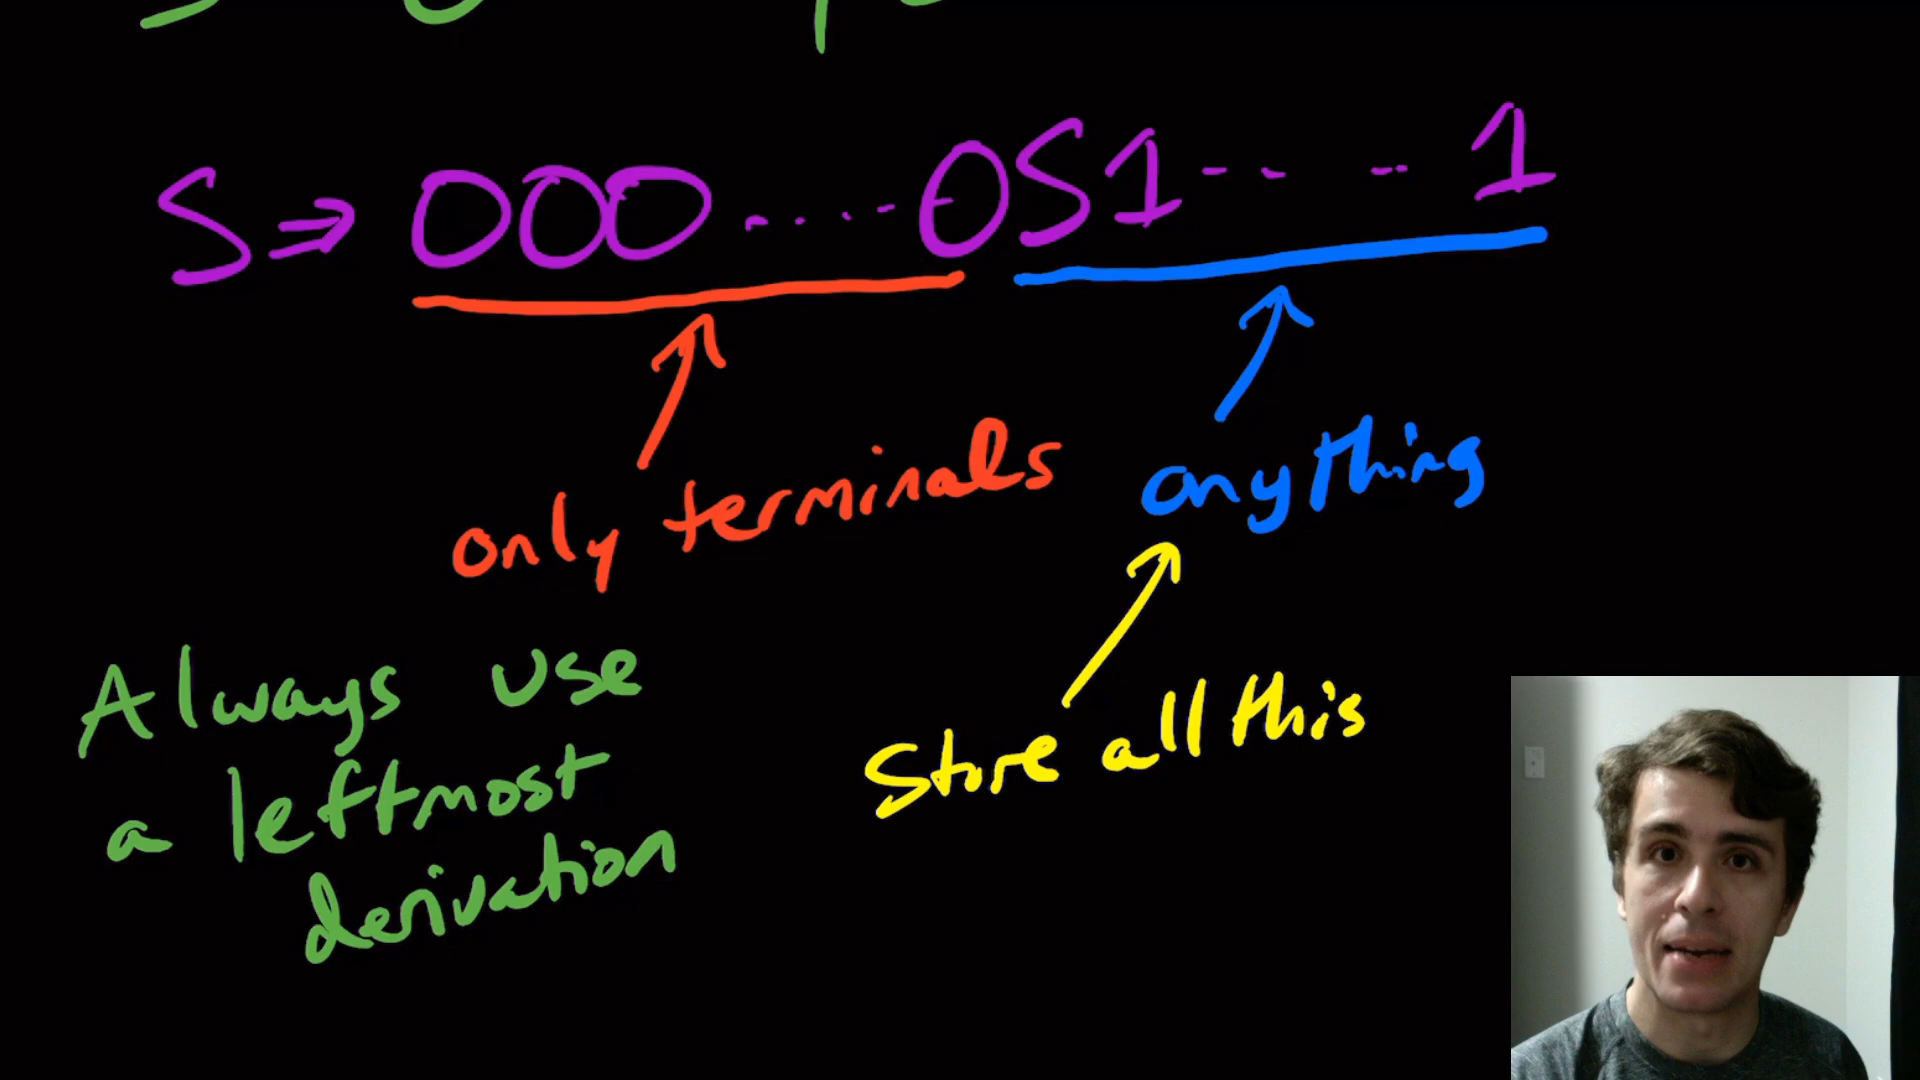 S ⇒ 000....0S1-- --1
only terminals
anything
Always use
a leftmost
derivation
Store all this